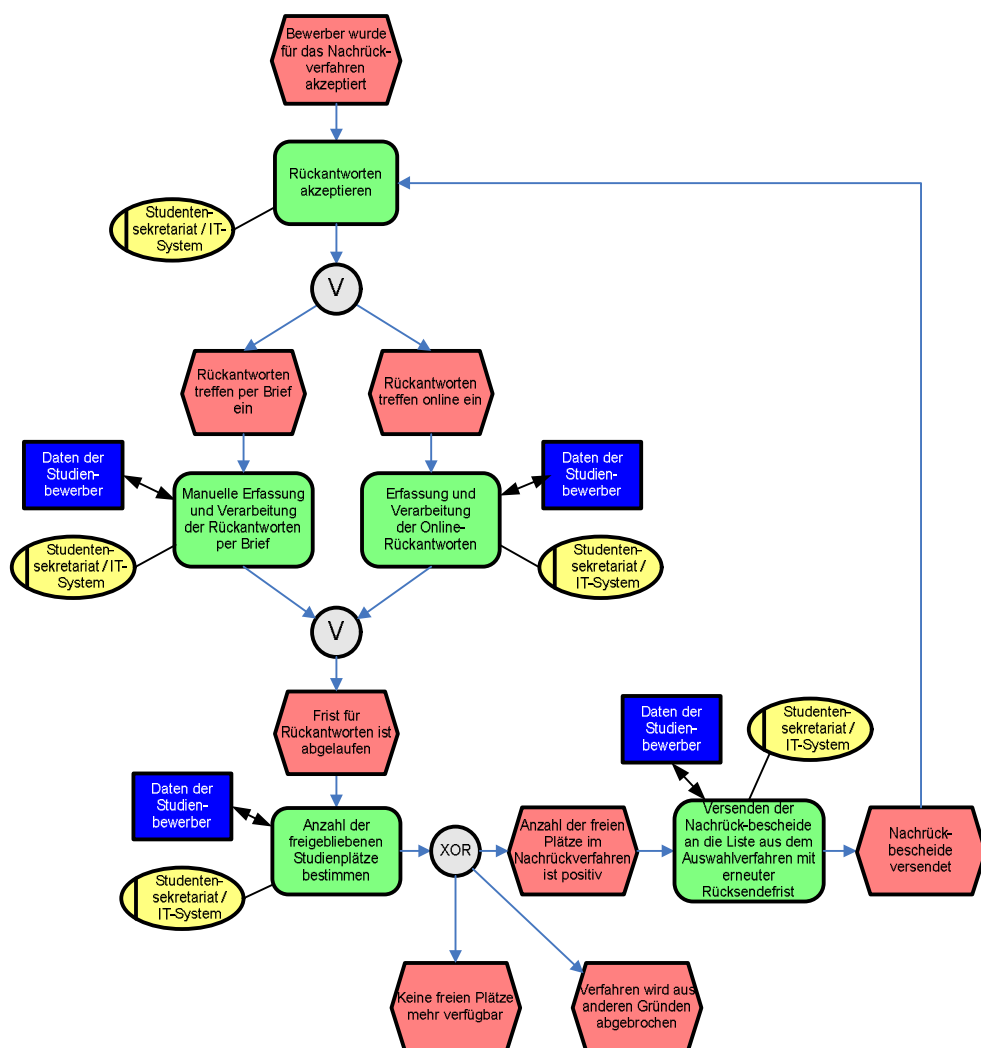 Bewerber wurde
für das Nachrück-
verfahren
akzeptiert
Rückantworten
akzeptieren
Studenten-
sekretariat / IT-
System
V
Rückantworten
treffen per Brief
ein
Rückantworten
treffen online ein
Daten der
Studien-
bewerber
Manuelle Erfassung
und Verarbeitung
der Rückantworten
per Brief
Erfassung und
Verarbeitung
der Online-
Rückantworten
Daten der
Studien-
bewerber
Studenten-
sekretariat / IT-
System
Studenten-
sekretariat /
IT-System
V
Frist für
Rückantworten ist
abgelaufen
Daten der
Studien-
bewerber
Studenten-
sekretariat /
IT-System
Daten der
Studien-
bewerber
Anzahl der
freigebliebenen
Studienplätze
bestimmen
Studenten-
sekretariat /
IT-System
XOR
Anzahl der freien
Plätze im
Nachrückverfahren
ist positiv
Versenden der
Nachrück-bescheide
an die Liste aus dem
Auswahlverfahren mit
erneuter
Rücksendefrist
Nachrück-
bescheide
versendet
Keine freien Plätze
mehr verfügbar
Verfahren wird aus
anderen Gründen
abgebrochen